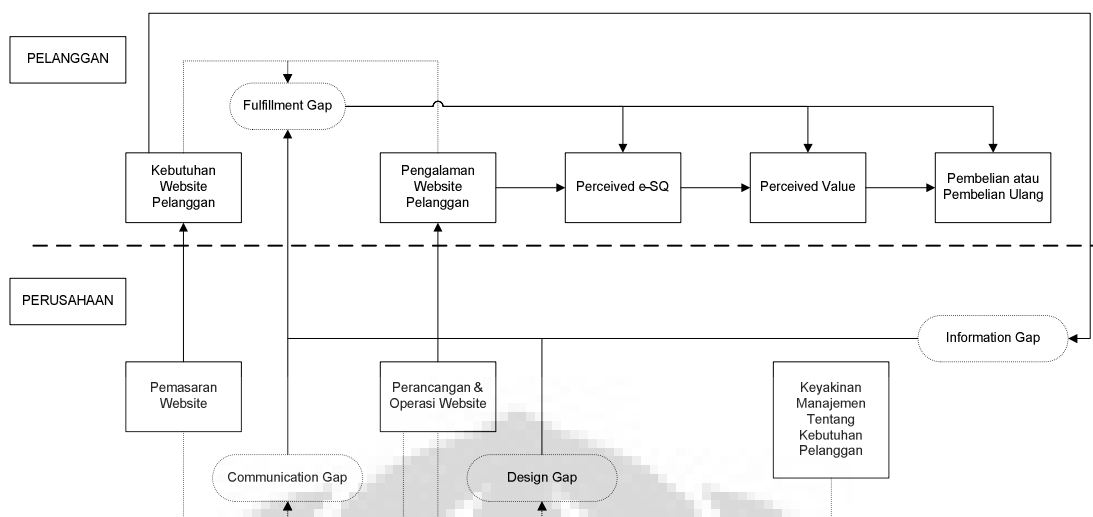 PELANGGAN
Fulfillment Gap
Kebutuhan
Website
Pelanggan
Pengalaman
Website
Pelanggan
Perceived e-SQ
Perceived Value
Pembelian atau
Pembelian Ulang
PERUSAHAAN
Information Gap
Pemasaran
Website
Perancangan &
Operasi Website
Keyakinan
Manajemen
Tentang
Kebutuhan
Pelanggan
Communication Gap
Design Gap